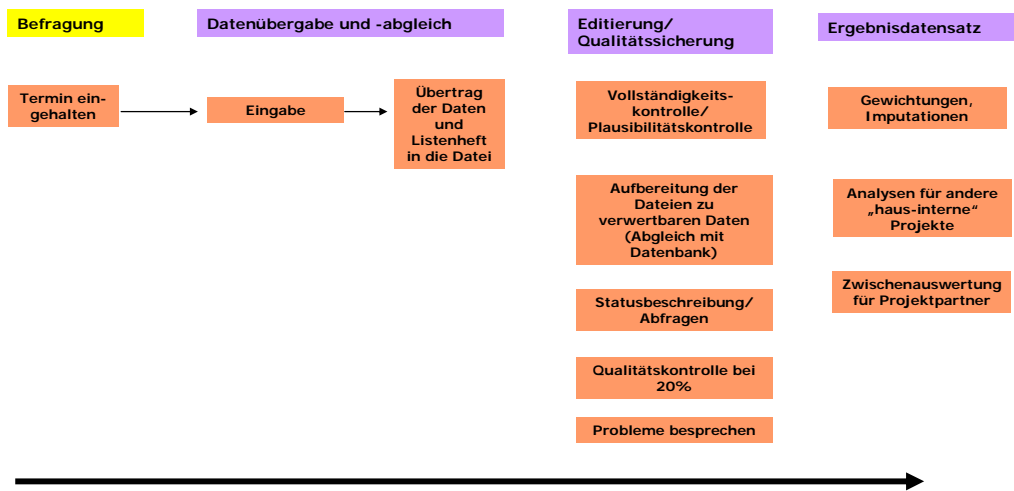 Befragung
Datenübergabe und -abgleich
Editierung/
Qualitätssicherung
Ergebnisdatensatz
Termin ein-
gehalten
Eingabe
Übertrag
der Daten
und
Listenheft
in die Datei
Vollständigkeits-
kontrolle/
Plausibilitätskontrolle
Aufbereitung der
Dateien zu
verwertbaren Daten
(Abgleich mit
Datenbank)
Statusbeschreibung/
Abfragen
Qualitätskontrolle bei
20%
Probleme besprechen
Gewichtungen,
Imputationen
Analysen für andere
„haus-interne“
Projekte
Zwischenauswertung
für Projektpartner